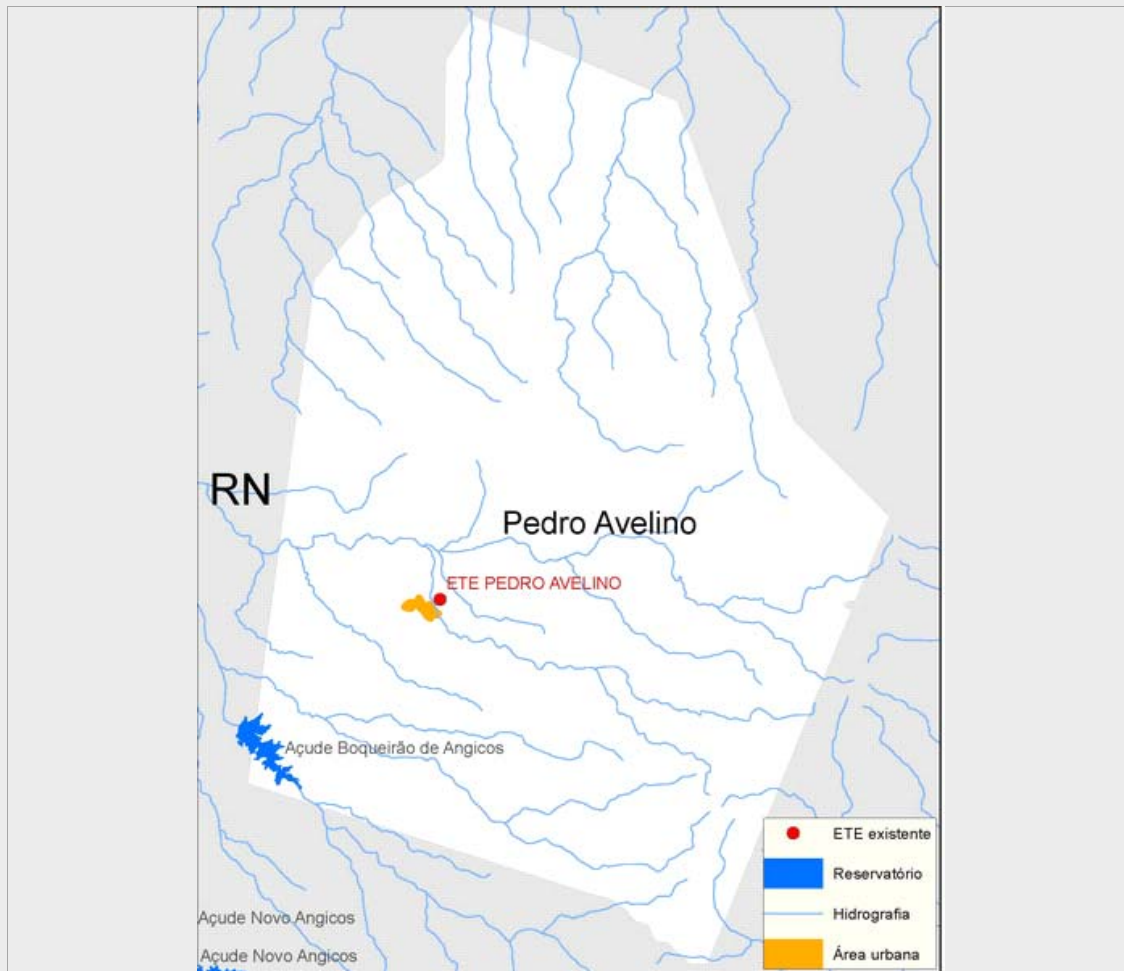 RN
Pedro Avelino
ETE PEDRO AVELINO
Açude Boqueirão de Angicos
ETE existente
Reservatório
Hidrografia
Área urbana
Açude Novo Angicos
Açude Novo Angicos